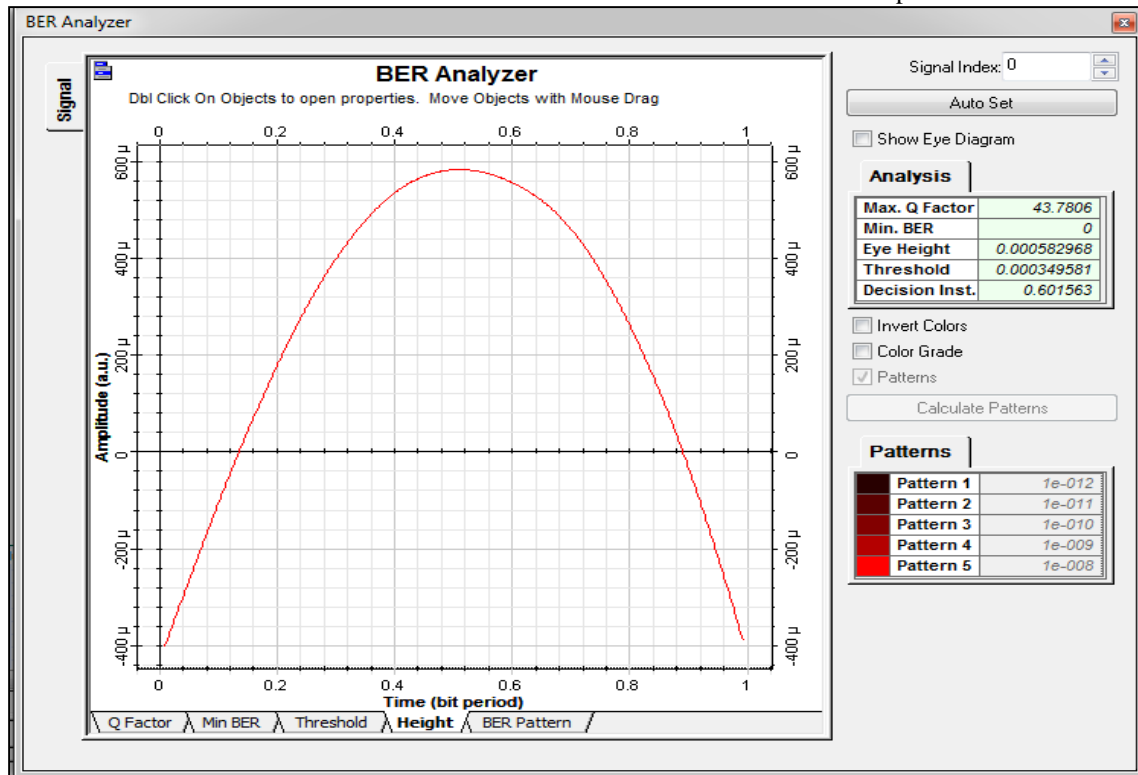 BER Analyzer
Signal
BER Analyzer
Dbl Click On Objects to open properties. Move Objects with Mouse Drag
0 0.2 0.4 0.6 0.8 1
600 µ
400 µ
200 µ
0
-200 µ
-400 µ
Amplitude (a.u.)
600 µ
400 µ
200 µ
0
-200 µ
-400 µ
0 0.2 0.4 0.6 0.8 1
Time (bit period)
Q Factor Min BER Threshold Height BER Pattern
Signal Index: 0
Auto Set
Show Eye Diagram
Analysis
Max. Q Factor 43.7806
Min. BER 0
Eye Height 0.000582968
Threshold 0.000349581
Decision Inst. 0.601563
Invert Colors
Color Grade
Patterns
Calculate Patterns
Patterns
Pattern 1 1e-012
Pattern 2 1e-011
Pattern 3 1e-010
Pattern 4 1e-009
Pattern 5 1e-008